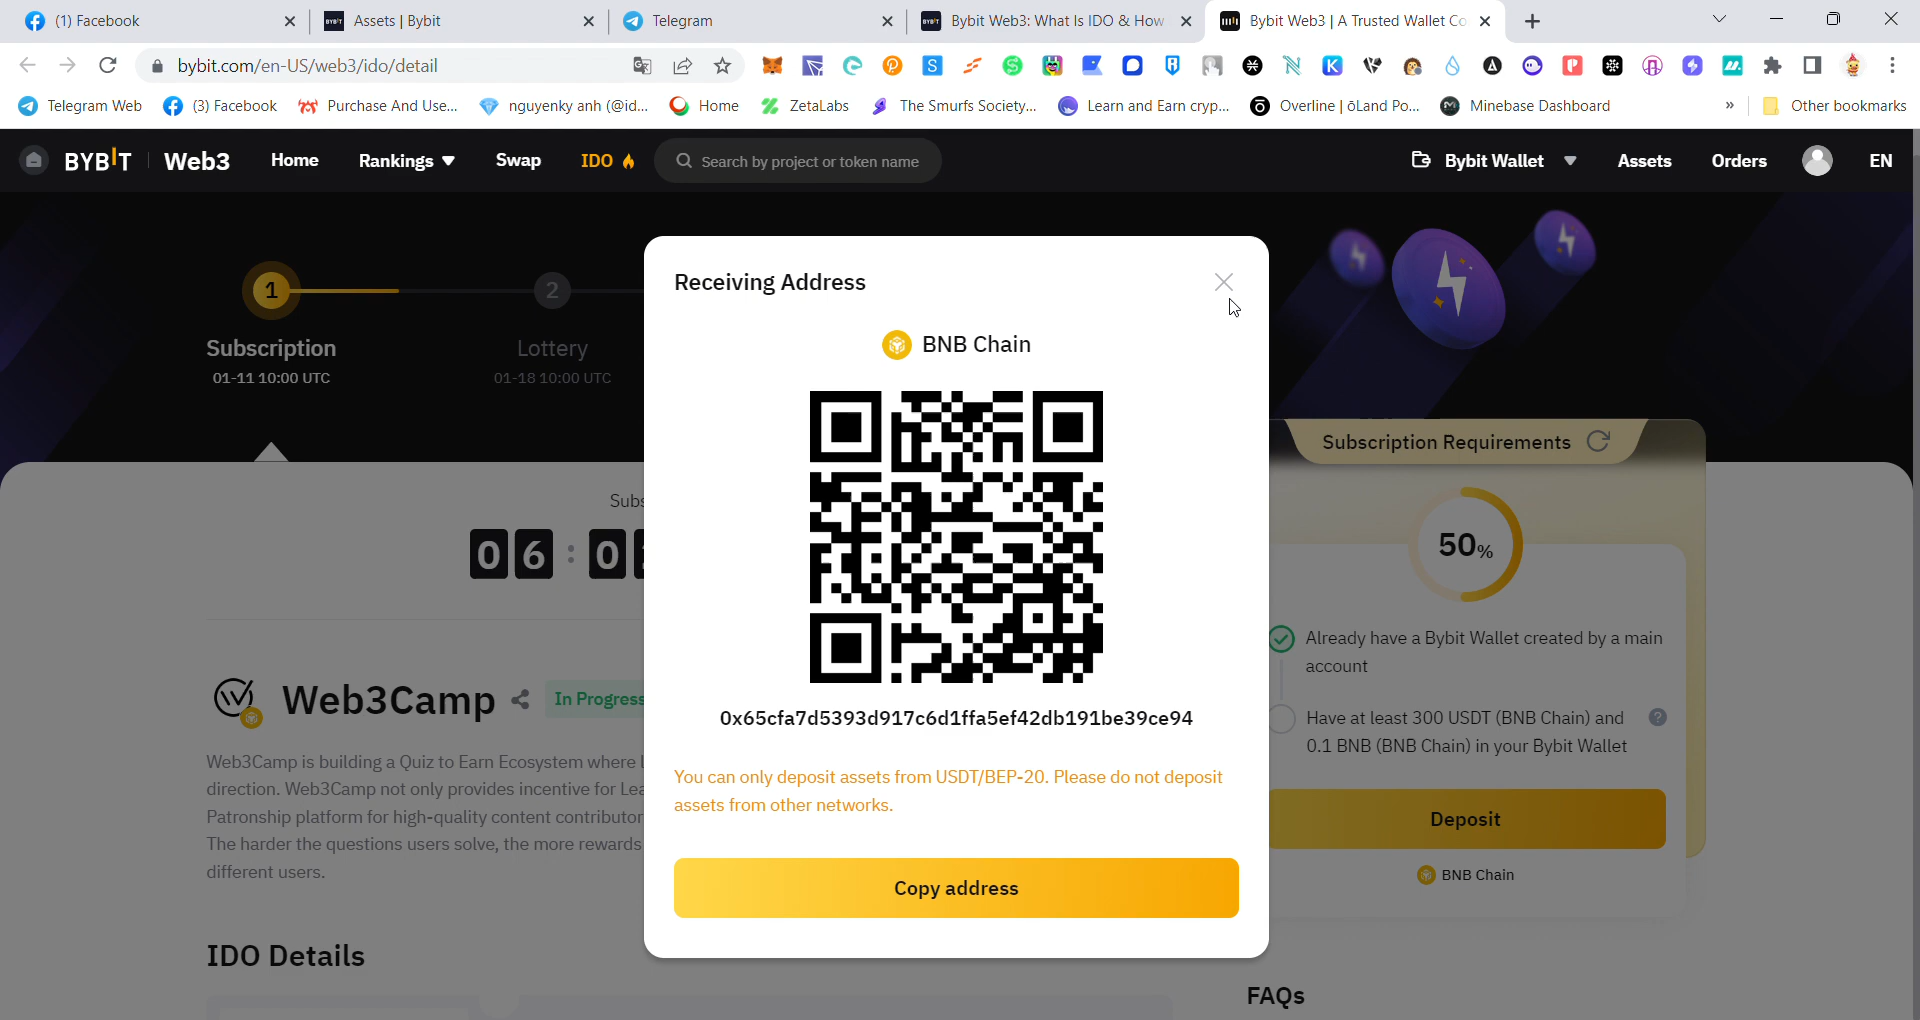 (1) Facebook
Assets | Bybit
Telegram
Bybit Web3: What Is IDO & How
Bybit Web3 | A Trusted Wallet Co
bybit.com/en-US/web3/ido/detail
Telegram Web
(3) Facebook
Purchase And Use...
nguyenky anh (@id...
Home
ZetaLabs
The Smurfs Society...
Learn and Earn cryp...
Overline | ōLand Po...
Minebase Dashboard
»
Other bookmarks
BYBIT Web3 Home Rankings Swap IDO Search by project or token name Bybit Wallet Assets Orders EN
1
2
Subscription
Lottery
01-11 10:00 UTC
01-18 10:00 UTC
Receiving Address
BNB Chain
0x65cfa7d5393d917c6d1ffa5ef42db191be39ce94
You can only deposit assets from USDT/BEP-20. Please do not deposit
assets from other networks.
Copy address
Subs
06 : 0
Web3Camp In Progress
Web3Camp is building a Quiz to Earn Ecosystem where L
direction. Web3Camp not only provides incentive for Lea
Patronship platform for high-quality content contributor
The harder the questions users solve, the more rewards
different users.
IDO Details
Subscription Requirements
50%
Already have a Bybit Wallet created by a main
account
Have at least 300 USDT (BNB Chain) and ?
0.1 BNB (BNB Chain) in your Bybit Wallet
Deposit
BNB Chain
FAQs